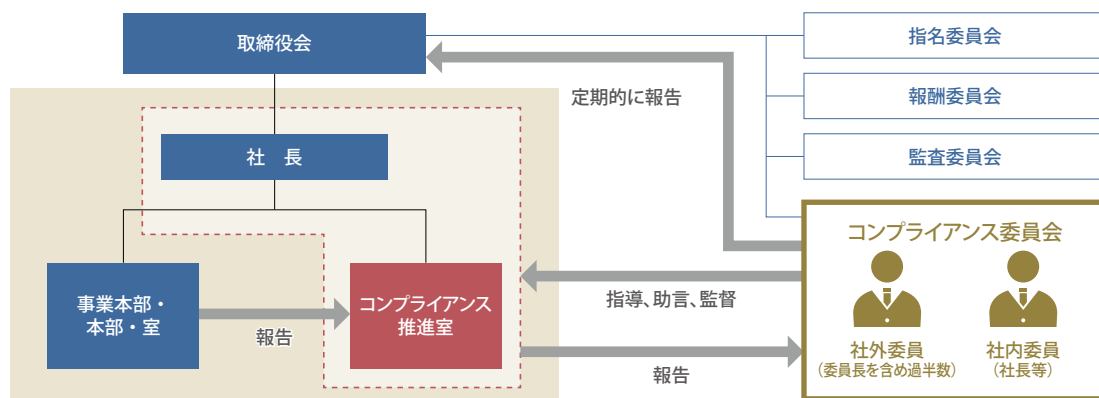 取締役会
指名委員会
報酬委員会
監査委員会
定期的に報告
社　長
コンプライアンス委員会
事業本部・
本部・室
報告
コンプライアンス
推進室
指導、助言、監督
報告
社外委員
（委員長を含め過半数）
社内委員
（社長等）